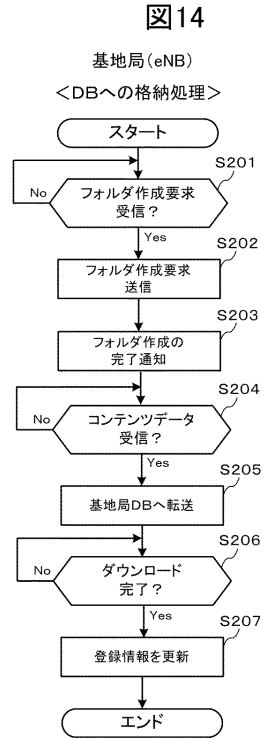 図14
基地局(eNB)
＜DBへの格納処理＞
スタート
S201
フォルダ作成要求
受信？
No
Yes
S202
フォルダ作成要求
送信
S203
フォルダ作成の
完了通知
S204
コンテンツデータ
受信？
No
Yes
S205
基地局DBへ転送
S206
ダウンロード
完了？
No
Yes
S207
登録情報を更新
エンド